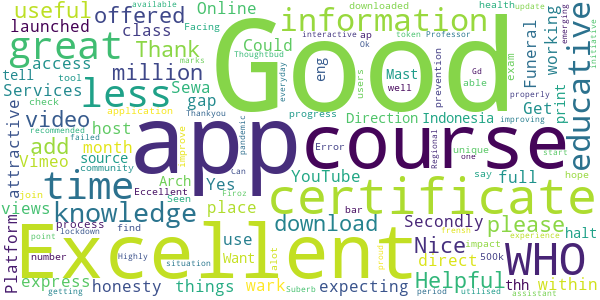 useful offered
launched class
great information
Thank Online
Could
million access
tell Services Sewa
less eng gap
video add host
month
time Arch
Yes
Vimeo source
knowledge
views place
Platform attractive
express use
honesty things
wark
Excellent
Good
app course
certificate
download please
Nice Secondly
Helpful direct
expecting thh within
WHO
YouTube full
Direction Indonesia
Mast
Get print
Funeral working
educative
halt
Facing
interactive ap
Ok
downloaded
token Professor
Thoughtbud
everyday
users
marks
well
able
prevention
exam
health
Gd
available
update
emerging
initiative
properly
improving
check
tool
application
recommended
failed
Thankyou
pandemic
progress
improve
community
Error
Regional
unique
one
start
say
hope
Can
Eccellent
Seen
Firoz
join
lockdown
process
bar
find
number
Highly
situation
Want
alot
point
getting
proud
french
impact
500k
experience
period
utilised
Suberb
assistant